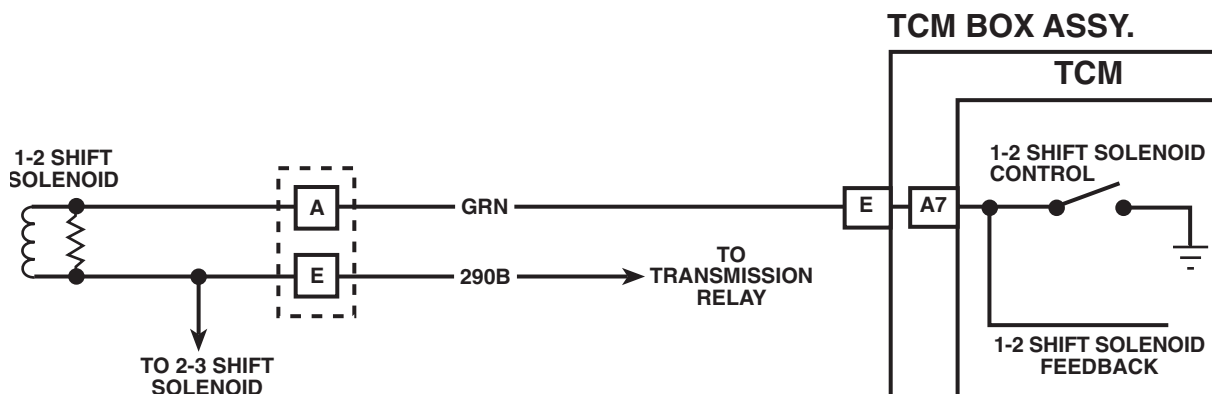 TCM BOX ASSY.
TCM
1-2 SHIFT
SOLENOID
1-2 SHIFT SOLENOID
CONTROL
A
GRN
E
A7
E
290B
TO
TRANSMISSION
RELAY
TO 2-3 SHIFT
SOLENOID
1-2 SHIFT SOLENOID
FEEDBACK